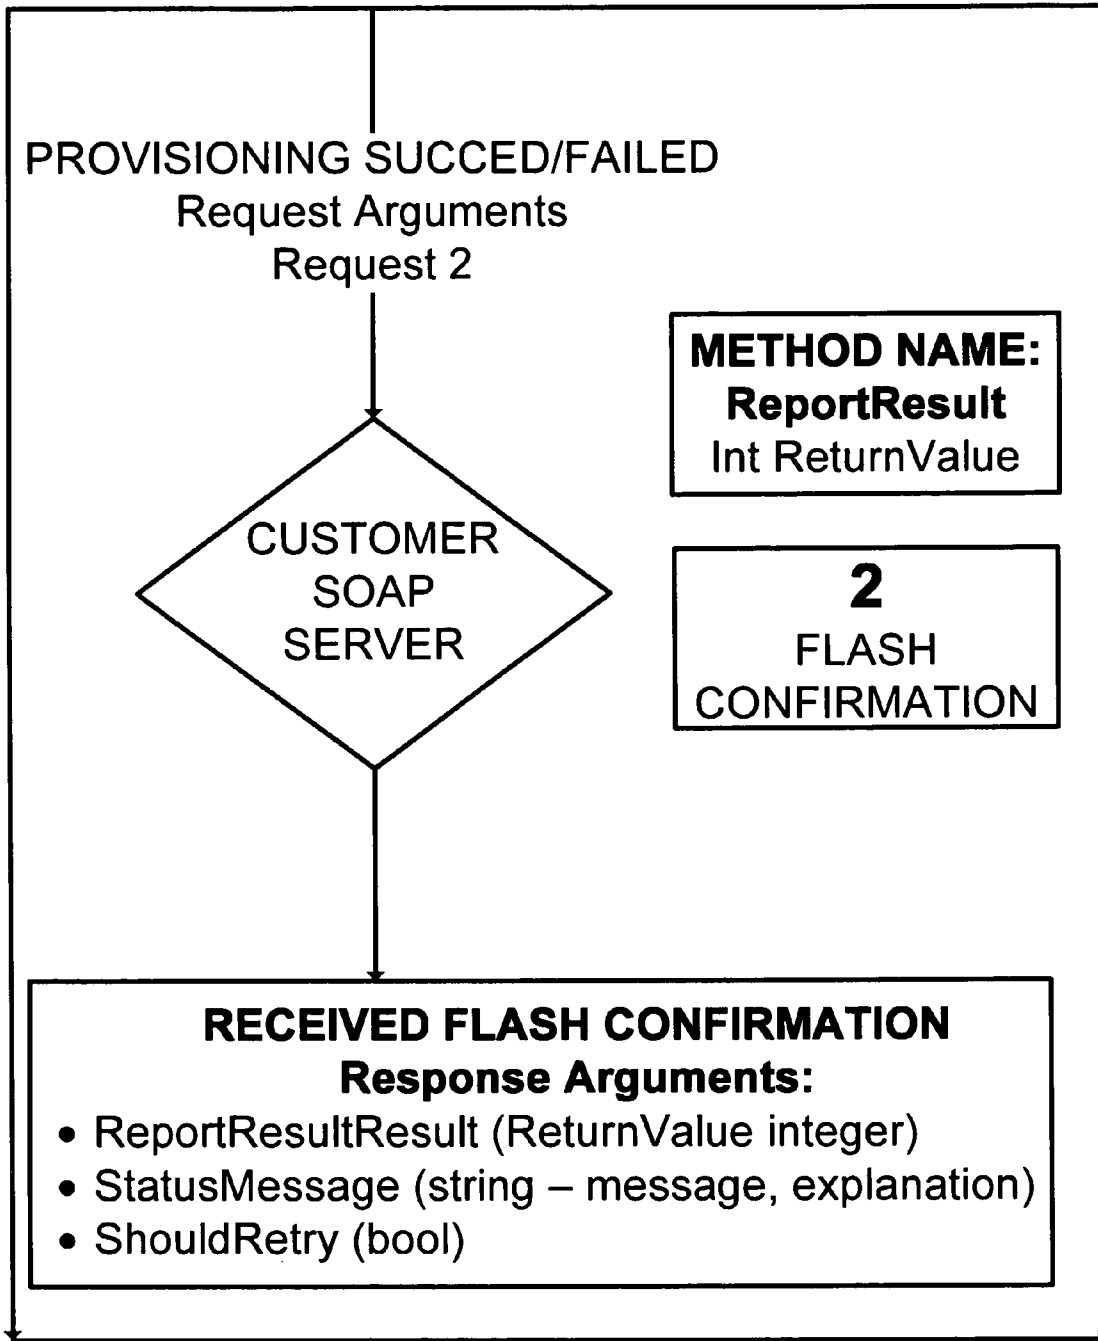 PROVISIONING SUCCED/FAILED
Request Arguments
Request 2
METHOD NAME:
ReportResult
Int ReturnValue
CUSTOMER
SOAP
SERVER
2
FLASH
CONFIRMATION
RECEIVED FLASH CONFIRMATION
Response Arguments:
• ReportResultResult (ReturnValue integer)
• StatusMessage (string – message, explanation)
• ShouldRetry (bool)